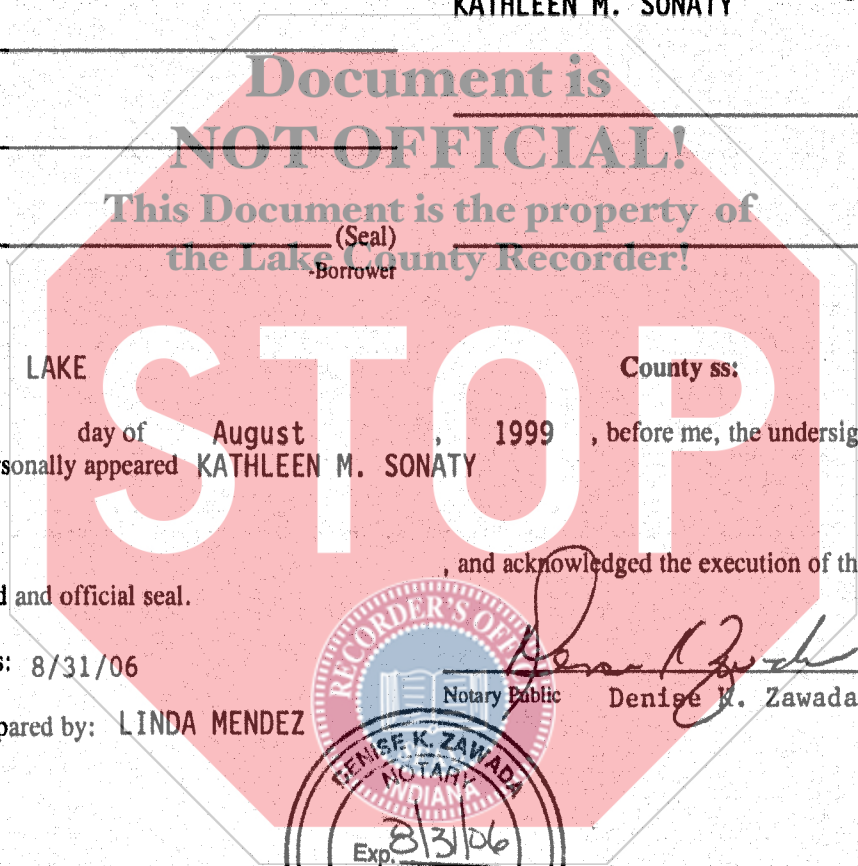 KATHLEEN M. SONATY
Document is
NOT OFFICIAL!
This Document is the property of
(Seal)
the Lake County Recorder!
-Borrower
STOP
LAKE County ss:
day of August , 1999 , before me, the undersig
sonally appeared KATHLEEN M. SONATY
, and acknowledged the execution of th
d and official seal.
RECORDER'S OFFICE
s: 8/31/06
Notary Public Denise K. Zawada
pared by: LINDA MENDEZ
DENISE K. ZAWADA
NOTARY
INDIANA
Exp. 8/31/06